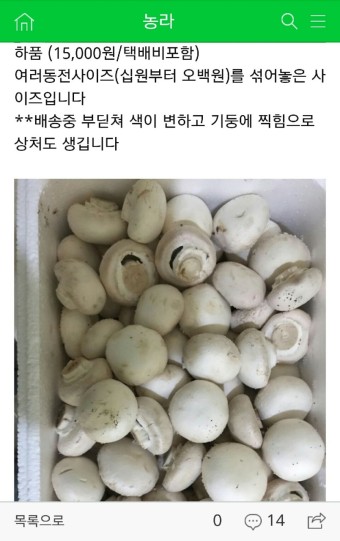 농라
하품 (15,000원/택배비포함)
여러동전사이즈(십원부터 오백원)를 섞어놓은 사
이즈입니다
**배송중 부딛쳐 색이 변하고 기둥에 찍힘으로
상처도 생깁니다
목록으로 0 14